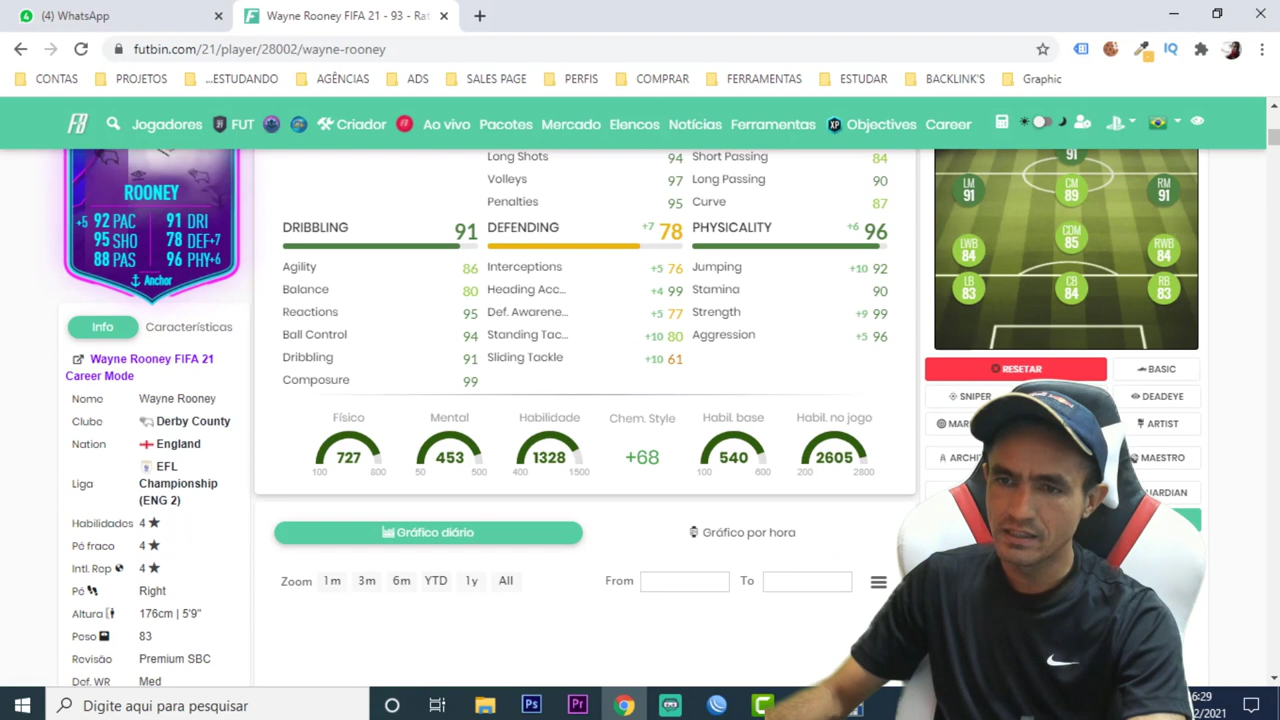 (4) WhatsApp
Wayne Rooney FIFA 21 - 93 - Rat
futbin.com/21/player/28002/wayne-rooney
IQ
CONTAS PROJETOS ...ESTUDANDO AGÊNCIAS ADS SALES PAGE PERFIS COMPRAR FERRAMENTAS ESTUDAR BACKLINK'S Graphic
Jogadores FUT Criador Ao vivo Pacotes Mercado Elencos Notícias Ferramentas XP Objectives Career
ROONEY
+5 92 PAC 91 DRI
95 SHO 78 DEF+7
88 PAS 96 PHY+6
Anchor
Info Características
Wayne Rooney FIFA 21 Career Mode
Nome Wayne Rooney
Clube Derby County
Nation England
Liga EFL Championship (ENG 2)
Habilidades 4 ★
Pé fraco 4 ★
Intl. Rep 4 ★
Pé Right
Altura 176cm | 5'9"
Peso 83
Revisão Premium SBC
Def. WR Med
Long Shots 94
Volleys 97
Penalties 95
Short Passing 84
Long Passing 90
Curve 87
DRIBBLING 91
Agility 86
Balance 80
Reactions 95
Ball Control 94
Dribbling 91
Composure 99
DEFENDING +7 78
Interceptions +5 76
Heading Acc... +4 99
Def. Awarene... +5 77
Standing Tac... +10 80
Sliding Tackle +10 61
PHYSICALITY +6 96
Jumping +10 92
Stamina 90
Strength +9 99
Aggression +5 96
Físico Mental Habilidade Chem. Style Habil. base Habil. no jogo
727 453 1328 +68 540 2605
100 800 50 500 400 1500 100 600 200 2800
Gráfico diário Gráfico por hora
Zoom 1m 3m 6m YTD 1y All From To
91
LM 91 CM 89 RM 91
LWB 84 CDM 85 RWB 84
LB 83 CB 84 RB 83
RESETAR BASIC
SNIPER DEADEYE
MAR ARTIST
ARCHI MAESTRO
UARDIAN
Digite aqui para pesquisar
Ps
Pr
6:29
2/2021